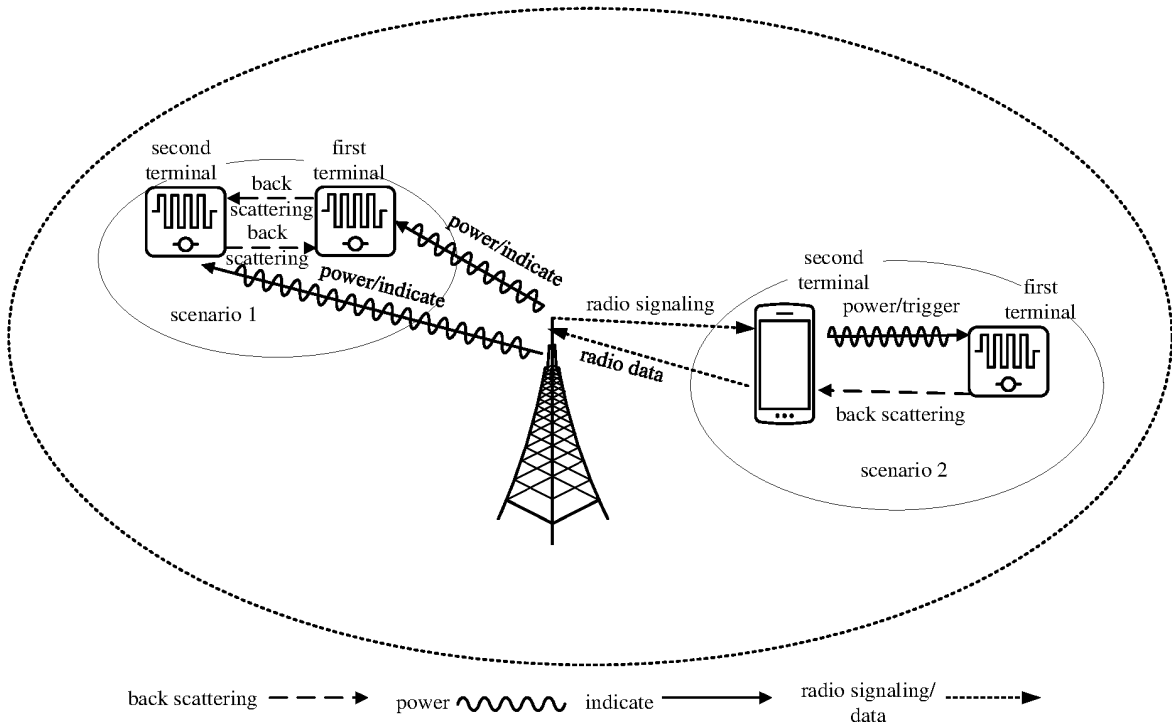 second
terminal
first
terminal
back
scattering
back
scattering
scenario 1
power/indicate
power/indicate
radio signaling
radio data
second
terminal
first
terminal
power/trigger
back scattering
scenario 2
back scattering
power
indicate
radio signaling/
data